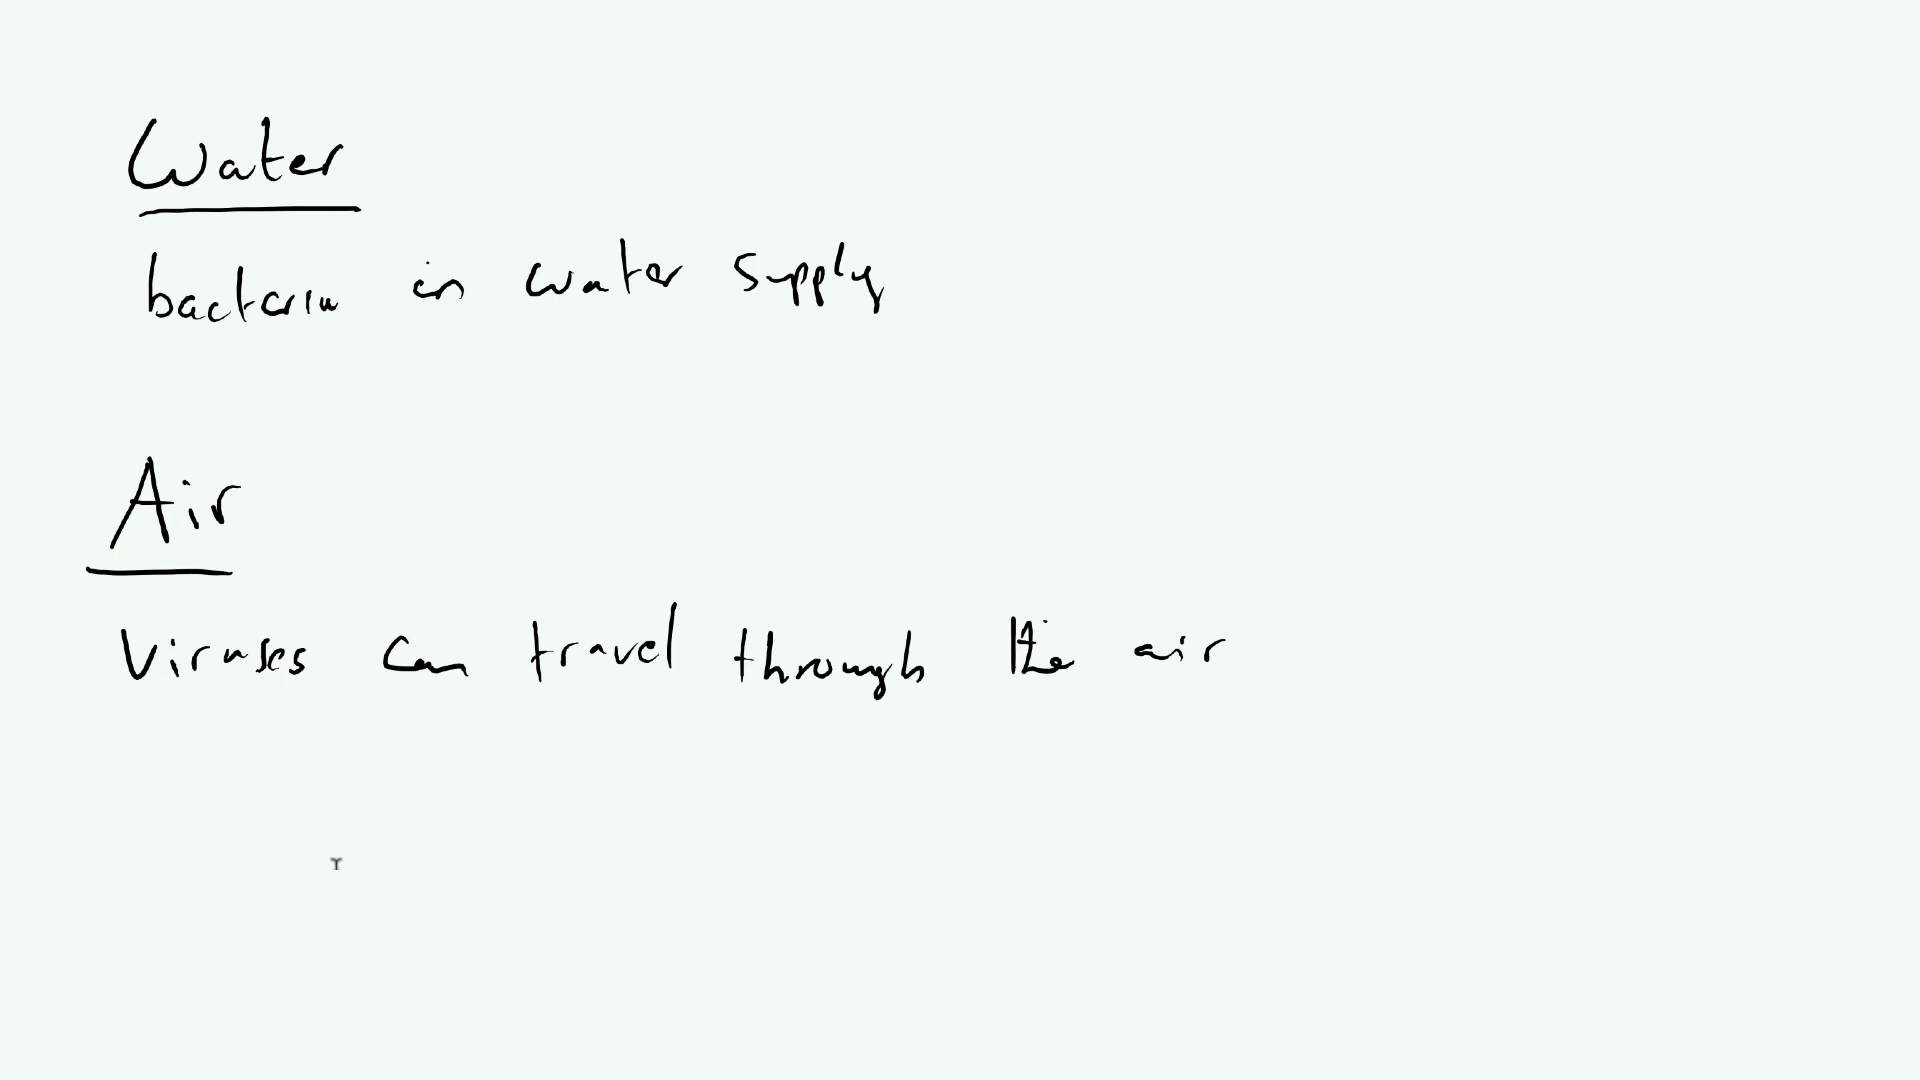 Water
bacteria in water supply
Air
Viruses can travel through the air